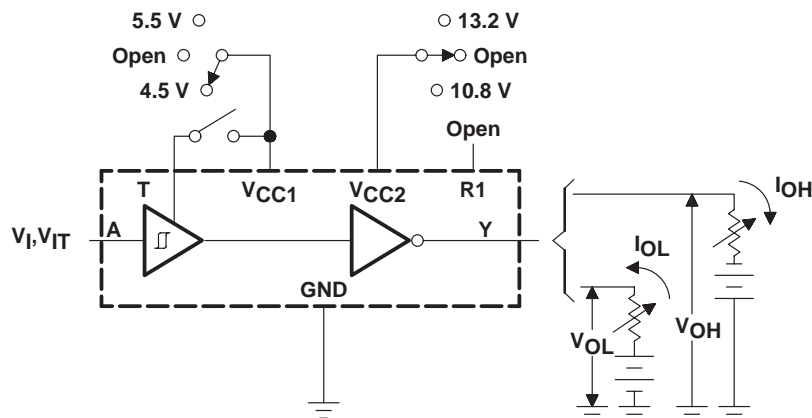 5.5 V
13.2 V
Open
Open
4.5 V
10.8 V
Open
T
VCC1
VCC2
R1
IOH
VI,VIT
A
Y
IOL
GND
VOL
VOH